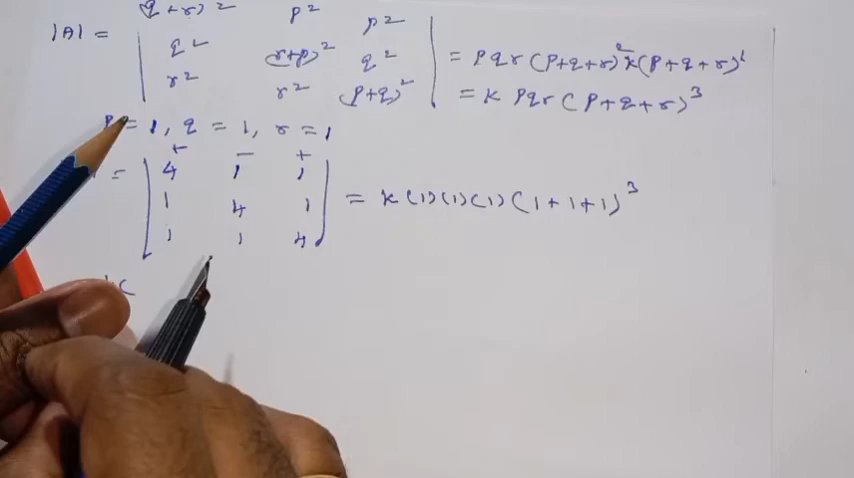 (q+r)² p² p²
|A| = | q² (r+p)² q² | = pqr(p+q+r)² k(p+q+r)¹
r² r² (p+q)² = k pqr(p+q+r)³
p = 1, q = 1, r = 1
+ - +
= | 4 1 1 | = k(1)(1)(1)(1+1+1)³
1 4 1
1 1 4